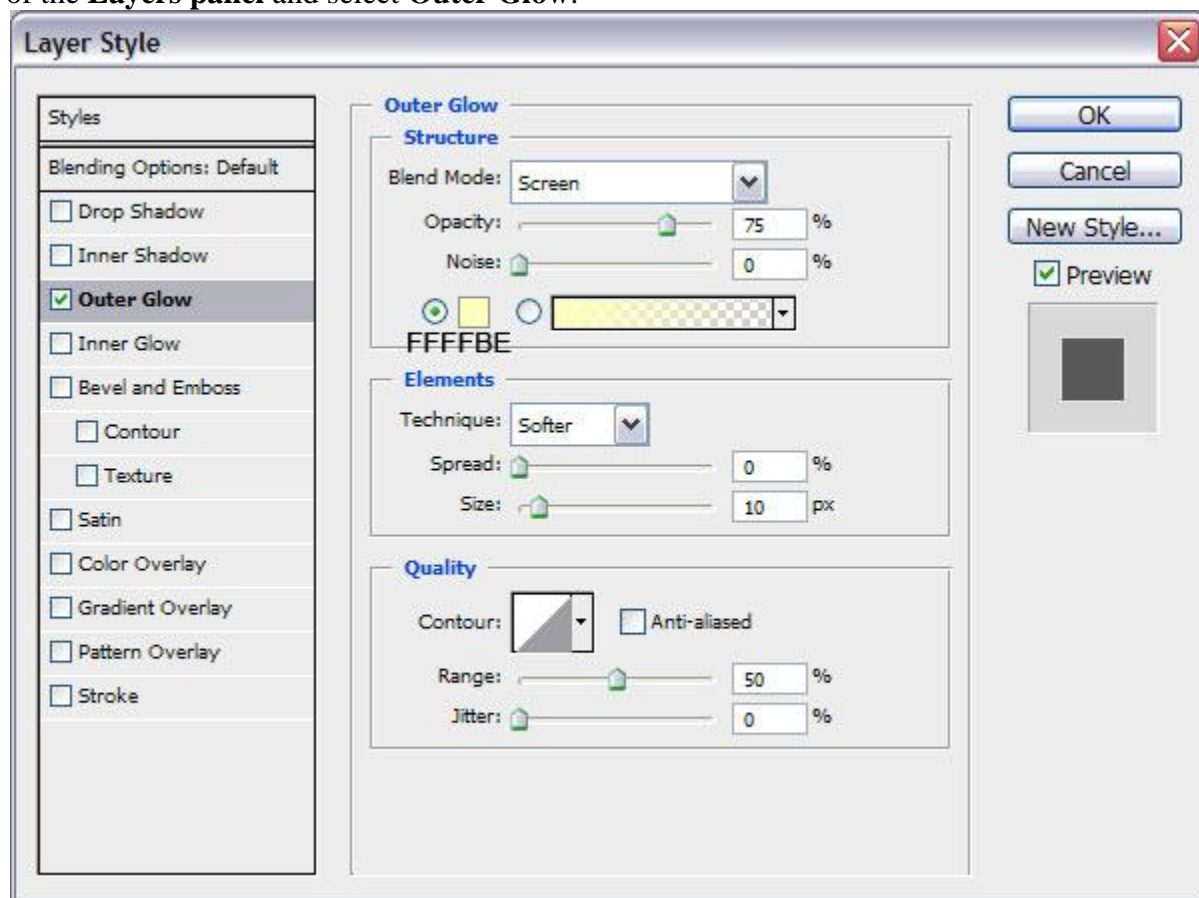 of the Layers panel and select Outer Glow.
Layer Style
Styles
Blending Options: Default
Drop Shadow
Inner Shadow
Outer Glow
Inner Glow
Bevel and Emboss
Contour
Texture
Satin
Color Overlay
Gradient Overlay
Pattern Overlay
Stroke
Outer Glow
Structure
Blend Mode: Screen
Opacity: 75 %
Noise: 0 %
FFFFBE
Elements
Technique: Softer
Spread: 0 %
Size: 10 px
Quality
Contour: Anti-aliased
Range: 50 %
Jitter: 0 %
OK
Cancel
New Style...
Preview